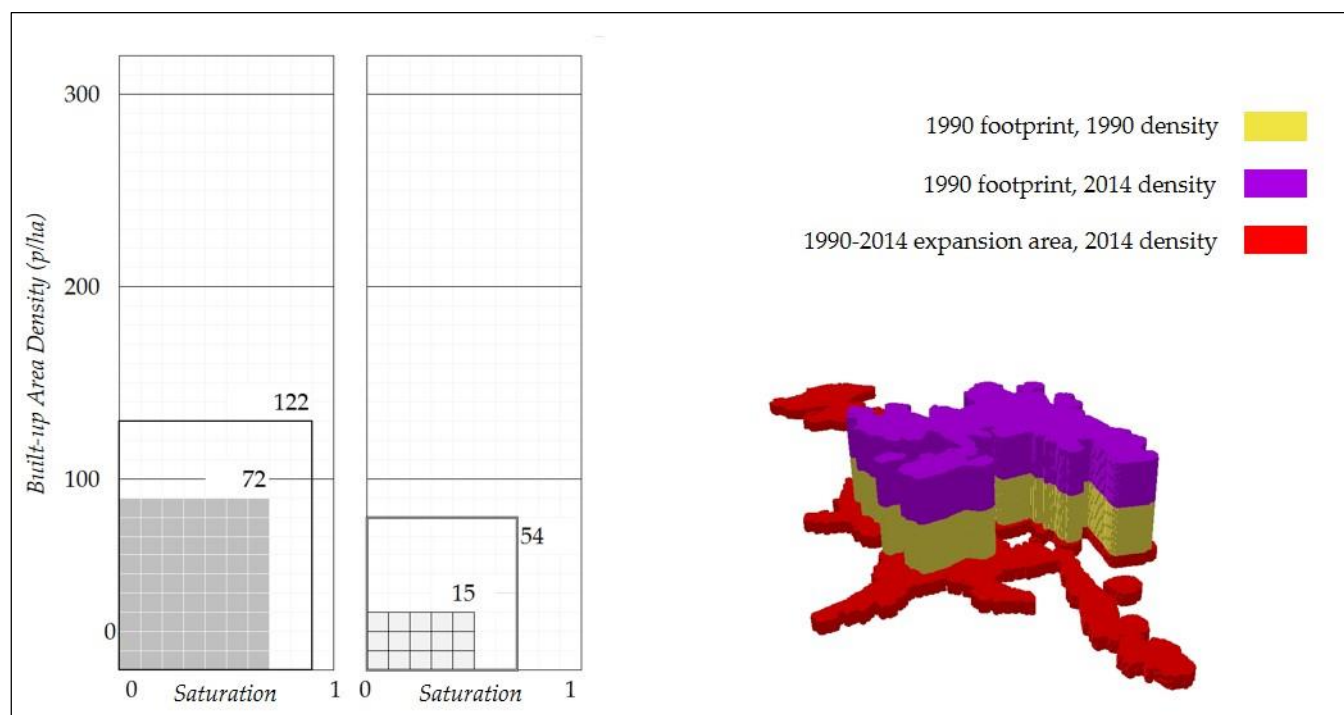 Built-up Area Density (p/ha)
300
200
100
0
122
72
0
Saturation
1
54
15
0
Saturation
1
1990 footprint, 1990 density
1990 footprint, 2014 density
1990-2014 expansion area, 2014 density